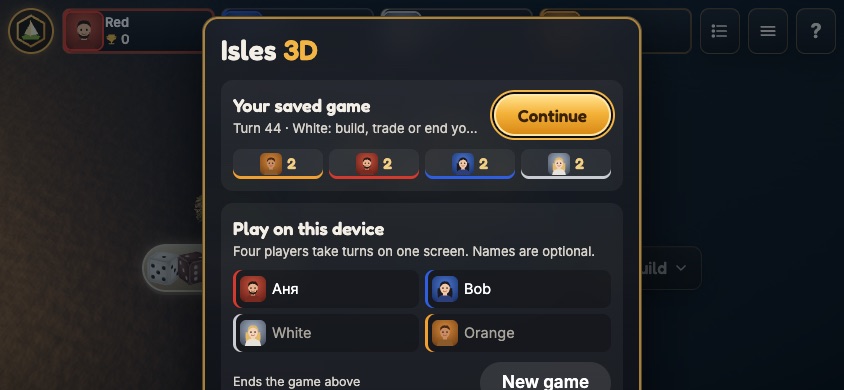 Red
0
?
Isles 3D
Your saved game
Turn 44 · White: build, trade or end yo...
Continue
2
2
2
2
Play on this device
Four players take turns on one screen. Names are optional.
Аня
Bob
White
Orange
uild
Ends the game above
New game